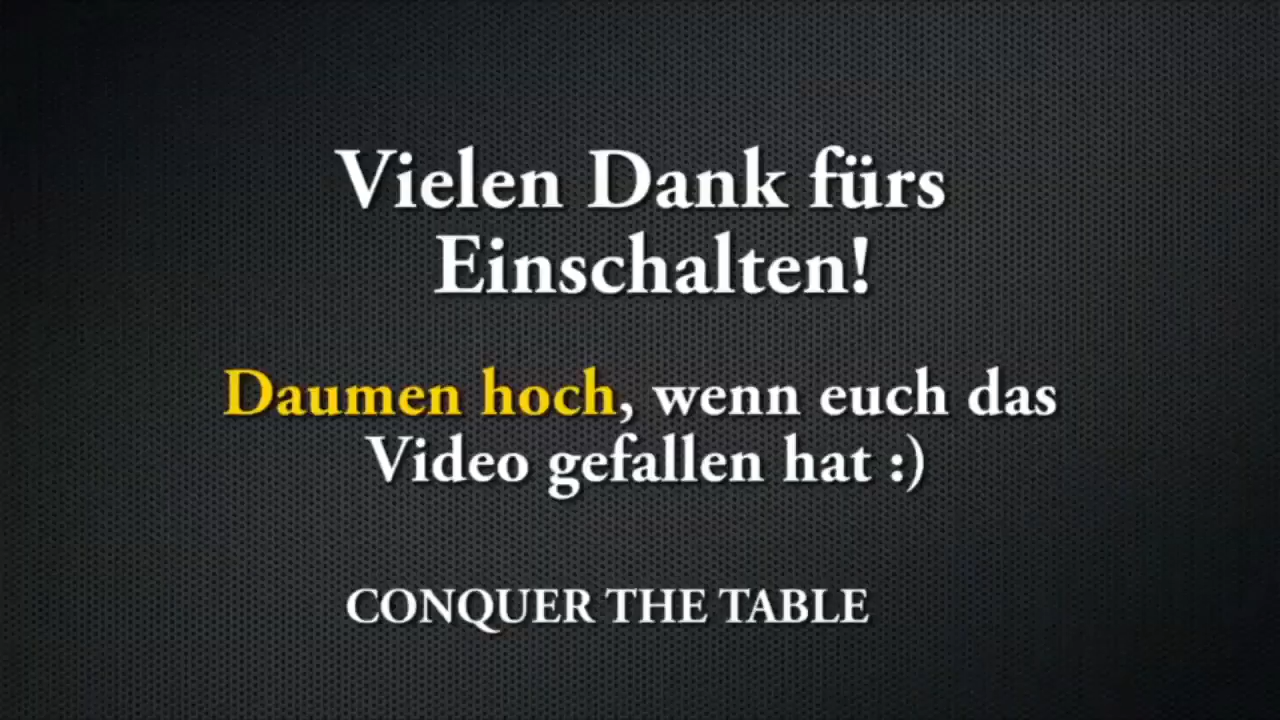 Vielen Dank fürs
Einschalten!
Daumen hoch, wenn euch das
Video gefallen hat :)
CONQUER THE TABLE